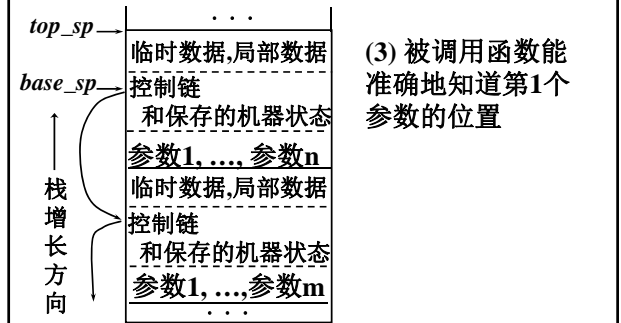 . . .
top_sp
临时数据,局部数据
base_sp
控制链
和保存的机器状态
参数1, …, 参数n
临时数据,局部数据
控制链
和保存的机器状态
参数1, …,参数m
. . .
栈增长方向
(3) 被调用函数能
准确地知道第1个
参数的位置